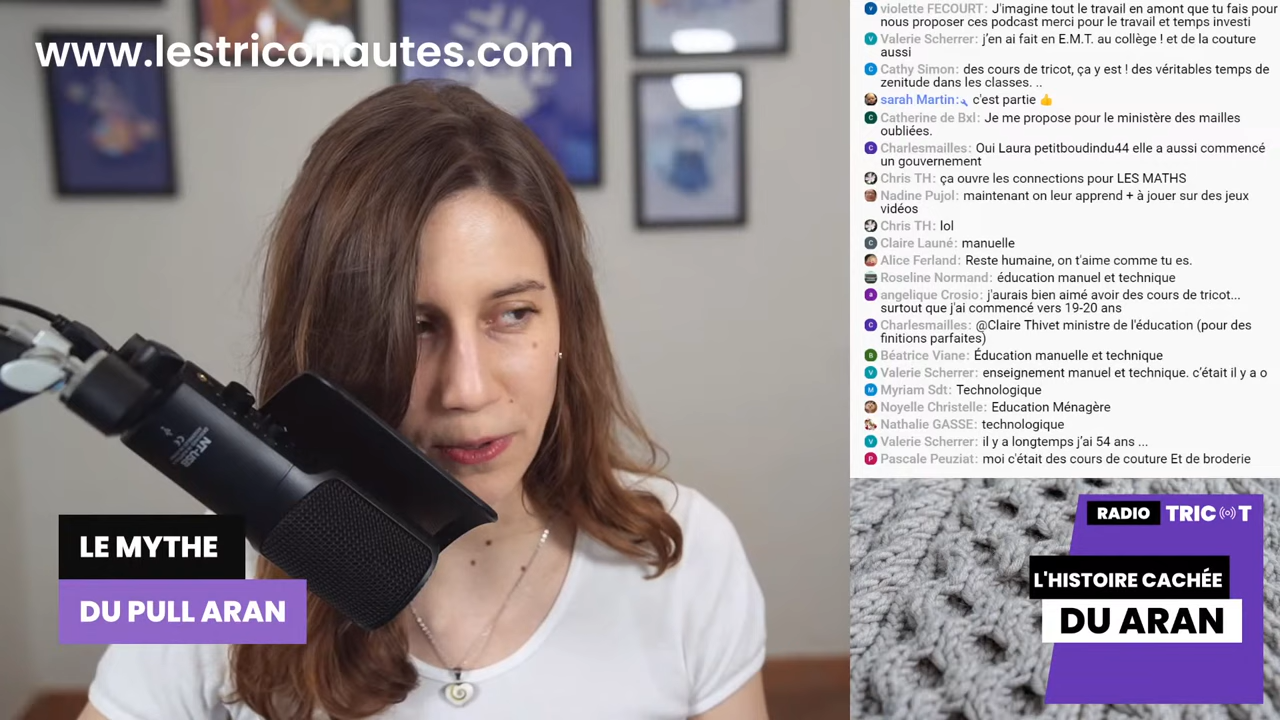 www.lestriconautes.com
LE MYTHE
DU PULL ARAN
violette FECOURT: J'imagine tout le travail en amont que tu fais pour
nous proposer ces podcast merci pour le travail et temps investi
Valerie Scherrer: j'en ai fait en E.M.T. au collège ! et de la couture
aussi
Cathy Simon: des cours de tricot, ça y est ! des véritables temps de
zenitude dans les classes. ..
sarah Martin: c'est partie 👍
Catherine de Bxl: Je me propose pour le ministère des mailles
oubliées.
Charlesmailles: Oui Laura petitboudindu44 elle a aussi commencé
un gouvernement
Chris TH: ça ouvre les connections pour LES MATHS
Nadine Pujol: maintenant on leur apprend + à jouer sur des jeux
vidéos
Chris TH: lol
Claire Launé: manuelle
Alice Ferland: Reste humaine, on t'aime comme tu es.
Roseline Normand: éducation manuel et technique
angelique Crosio: j'aurais bien aimé avoir des cours de tricot...
surtout que j'ai commencé vers 19-20 ans
Charlesmailles: @Claire Thivet ministre de l'éducation (pour des
finitions parfaites)
Béatrice Viane: Éducation manuelle et technique
Valerie Scherrer: enseignement manuel et technique. c'était il y a o
Myriam Sdt: Technologique
Noyelle Christelle: Education Ménagère
Nathalie GASSE: technologique
Valerie Scherrer: il y a longtemps j'ai 54 ans ...
Pascale Peuziat: moi c'était des cours de couture Et de broderie
RADIO TRICOT
L'HISTOIRE CACHÉE
DU ARAN
NT-USB